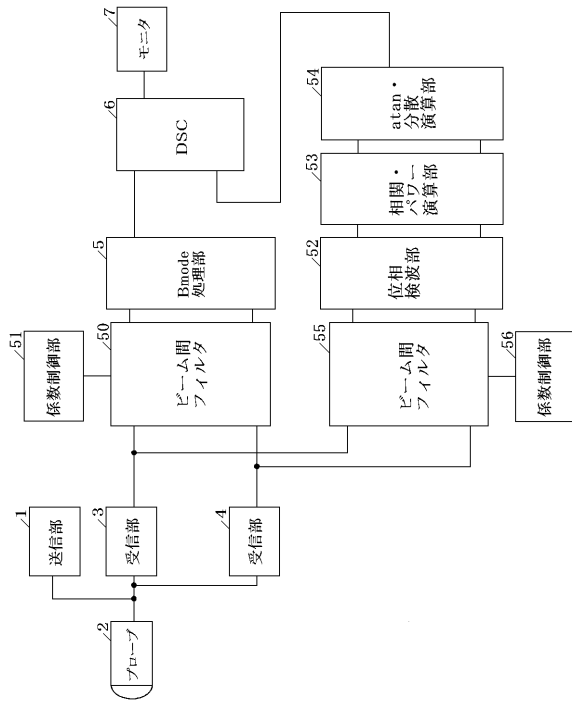 1
送信部
2
プローブ
3
受信部
4
受信部
51
係数制御部
50
ビーム間
フィルタ
5
Bmode
処理部
6
DSC
7
モニタ
55
ビーム間
フィルタ
56
係数制御部
52
位相
検波部
53
相関・
パワー
演算部
54
atan・
分散
演算部